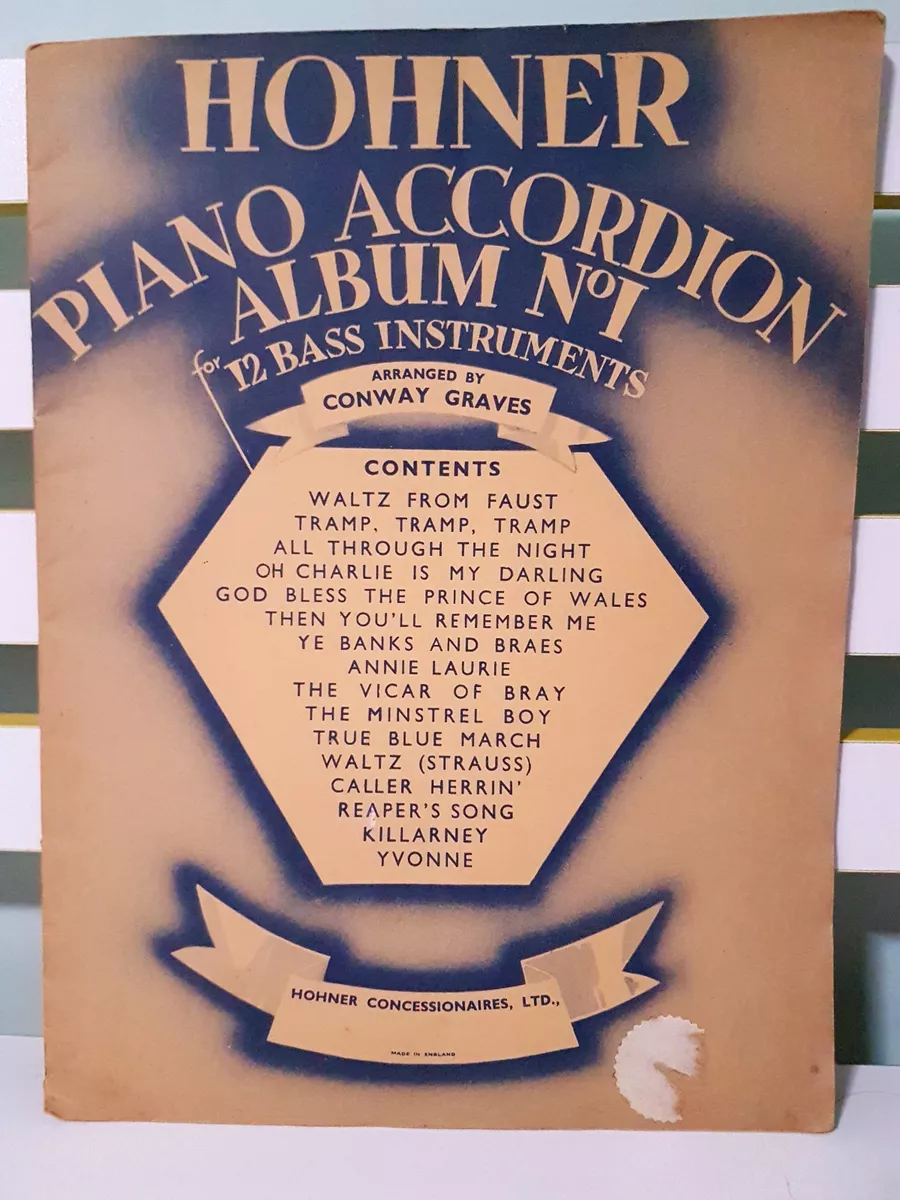 HOHNER
PIANO ACCORDION
ALBUM No 1
for 12 BASS INSTRUMENTS
ARRANGED BY
CONWAY GRAVES
CONTENTS
WALTZ FROM FAUST
TRAMP, TRAMP, TRAMP
ALL THROUGH THE NIGHT
OH CHARLIE IS MY DARLING
GOD BLESS THE PRINCE OF WALES
THEN YOU'LL REMEMBER ME
YE BANKS AND BRAES
ANNIE LAURIE
THE VICAR OF BRAY
THE MINSTREL BOY
TRUE BLUE MARCH
WALTZ (STRAUSS)
CALLER HERRIN'
REAPER'S SONG
KILLARNEY
YVONNE
HOHNER CONCESSIONAIRES, LTD.,
MADE IN ENGLAND